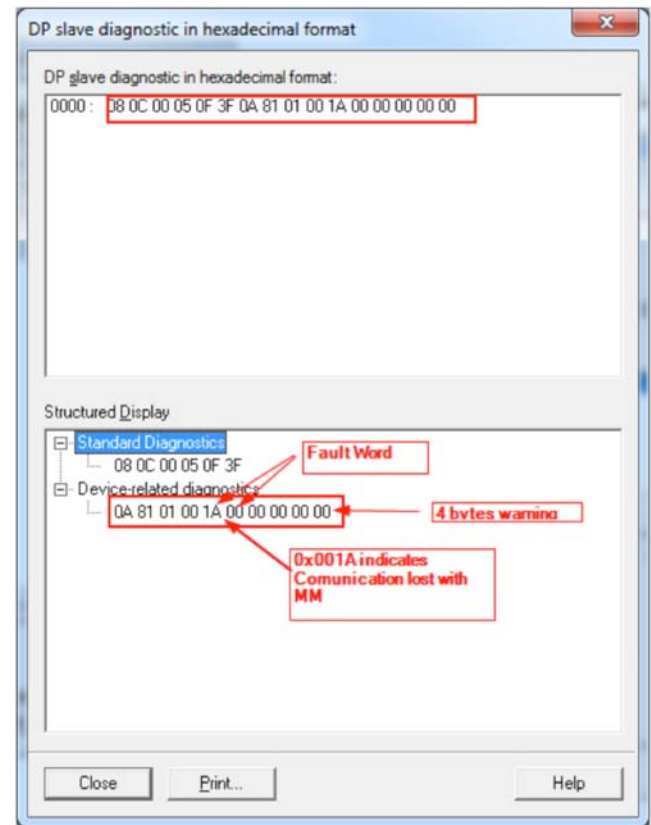 DP slave diagnostic in hexadecimal format
DP slave diagnostic in hexadecimal format:
0000 : 08 0C 00 05 0F 3F 0A 81 01 00 1A 00 00 00 00 00
Structured Display
Standard Diagnostics
08 0C 00 05 0F 3F
Fault Word
Device-related diagnostics
0A 81 01 00 1A 00 00 00 00 00
4 bytes warning
0x001A indicates
Comunication lost with
MM
Close
Print...
Help